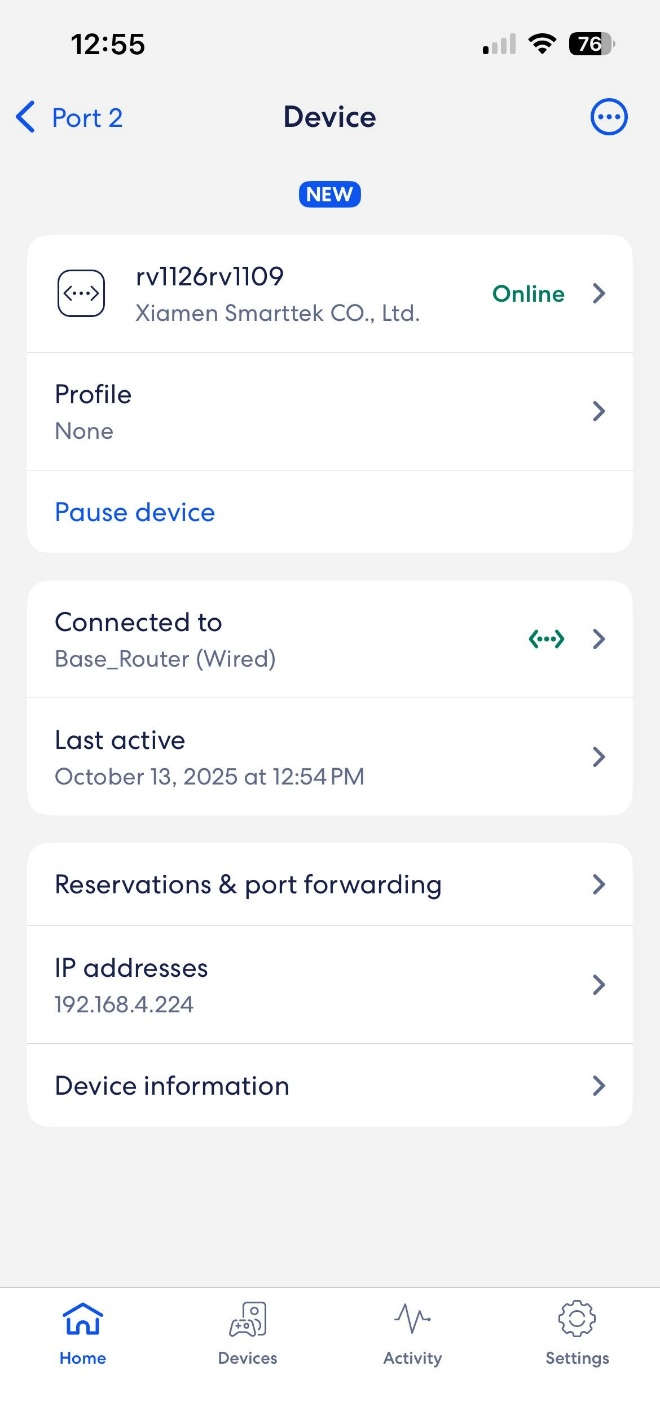 12:55
76
Port 2
Device
NEW
rv1126rv1109
Xiamen Smarttek CO., Ltd.
Online
Profile
None
Pause device
Connected to
Base_Router (Wired)
Last active
October 13, 2025 at 12:54 PM
Reservations & port forwarding
IP addresses
192.168.4.224
Device information
Home
Devices
Activity
Settings